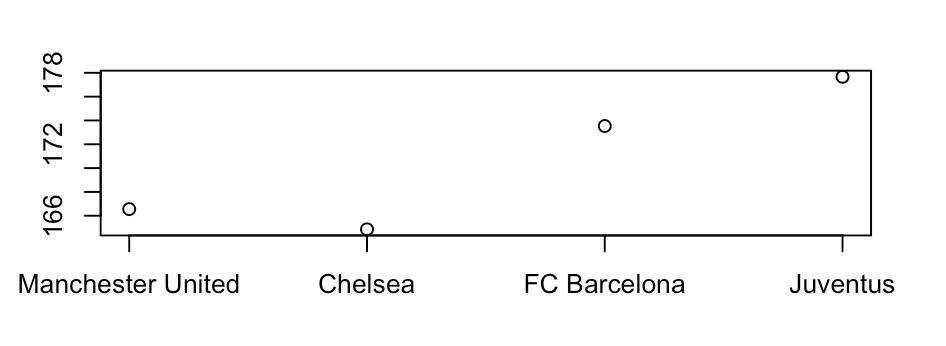 178
172
166
Manchester United
Chelsea
FC Barcelona
Juventus